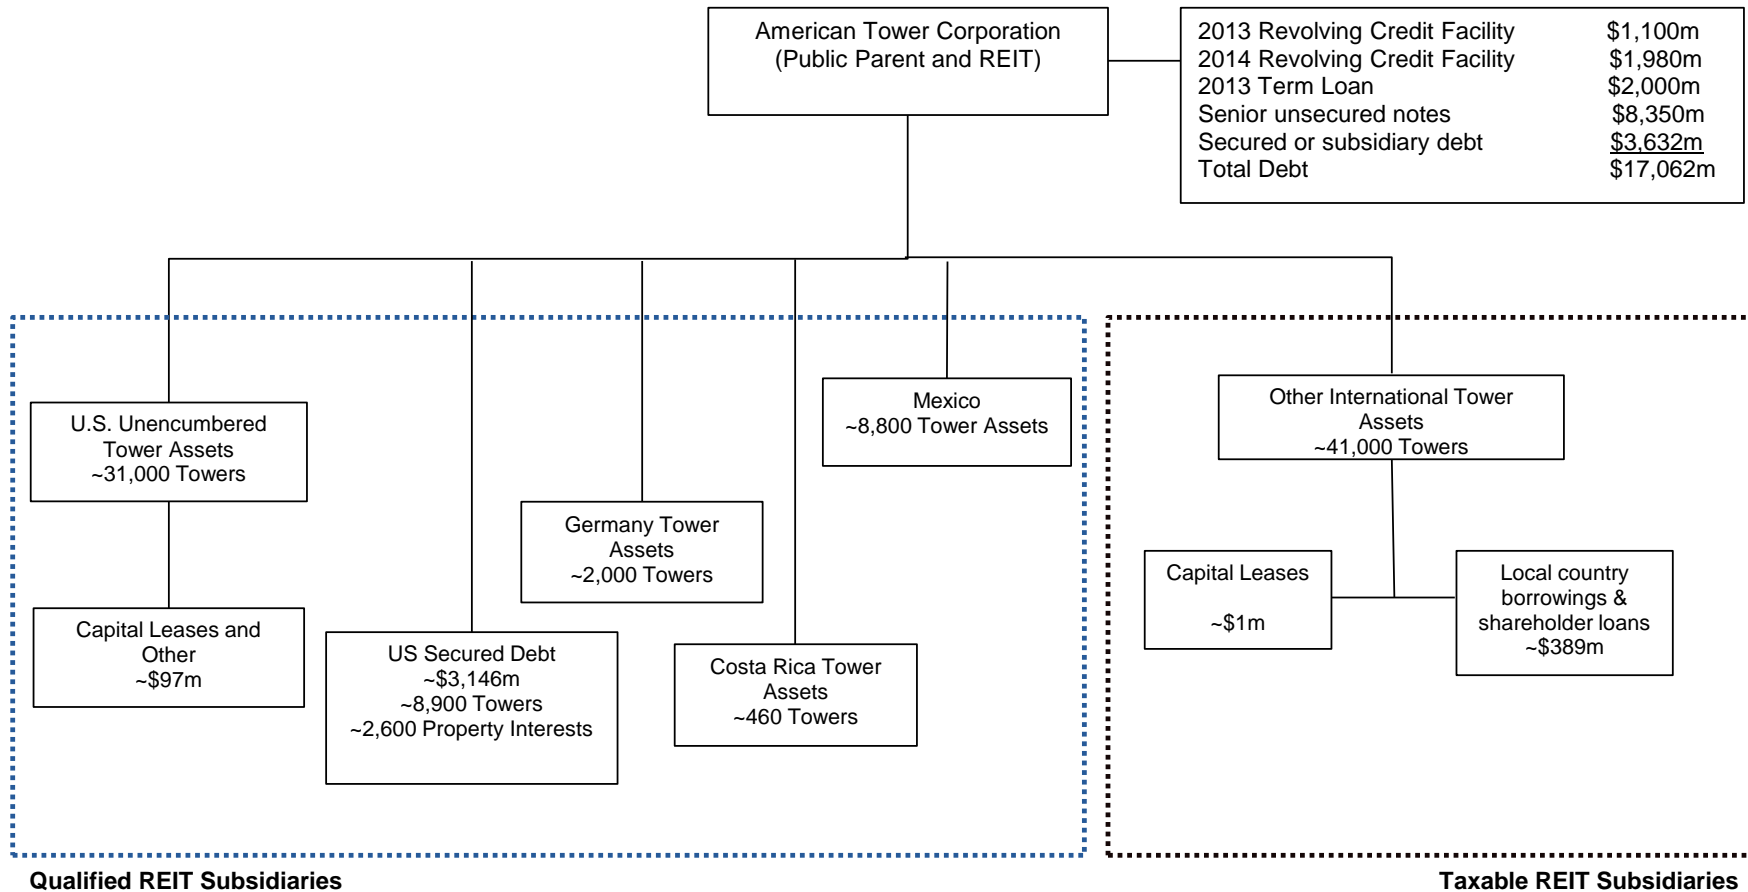 American Tower Corporation
(Public Parent and REIT)
2013 Revolving Credit Facility $1,100m
2014 Revolving Credit Facility $1,980m
2013 Term Loan $2,000m
Senior unsecured notes $8,350m
Secured or subsidiary debt $3,632m
Total Debt $17,062m
U.S. Unencumbered
Tower Assets
~31,000 Towers
Capital Leases and
Other
~$97m
US Secured Debt
~$3,146m
~8,900 Towers
~2,600 Property Interests
Germany Tower
Assets
~2,000 Towers
Costa Rica Tower
Assets
~460 Towers
Mexico
~8,800 Tower Assets
Other International Tower
Assets
~41,000 Towers
Capital Leases
~$1m
Local country
borrowings &
shareholder loans
~$389m
Qualified REIT Subsidiaries
Taxable REIT Subsidiaries